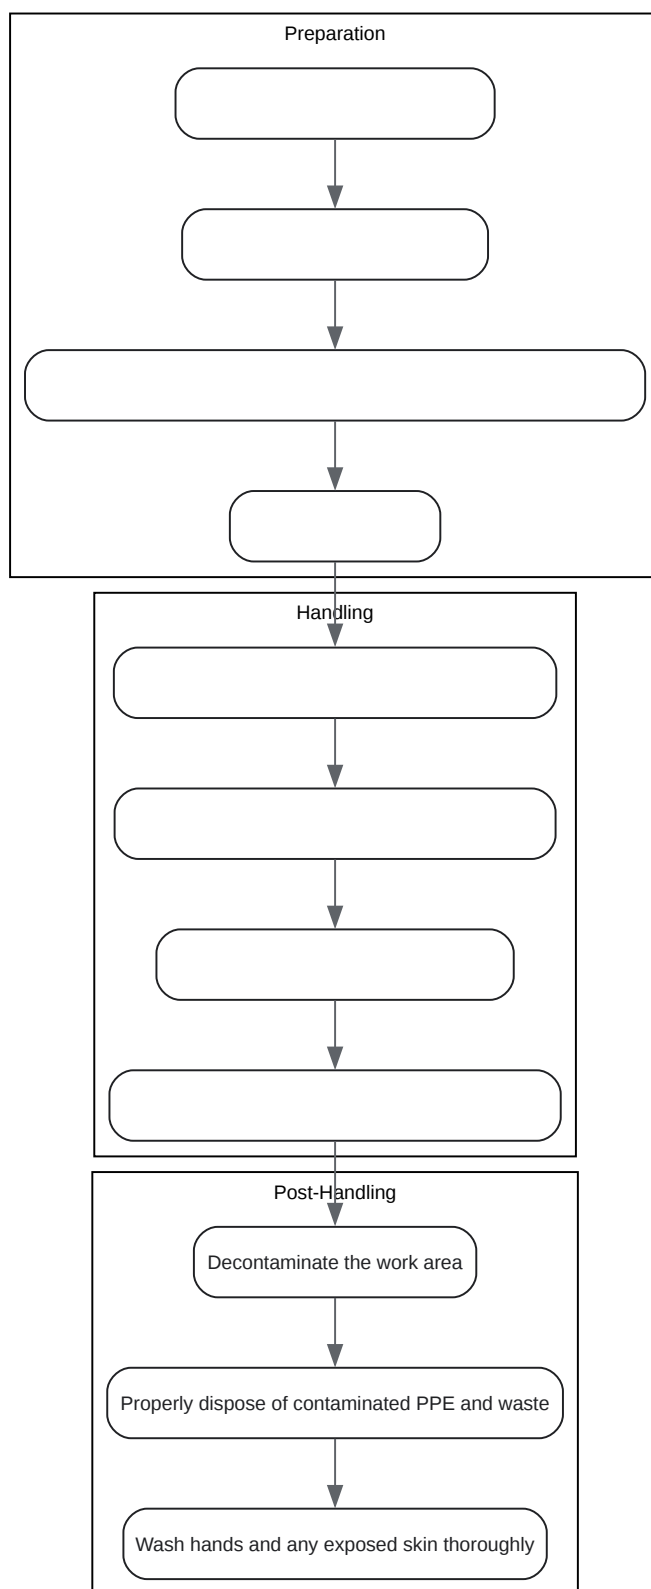 Preparation
Handling
Post-Handling
Decontaminate the work area
Properly dispose of contaminated PPE and waste
Wash hands and any exposed skin thoroughly